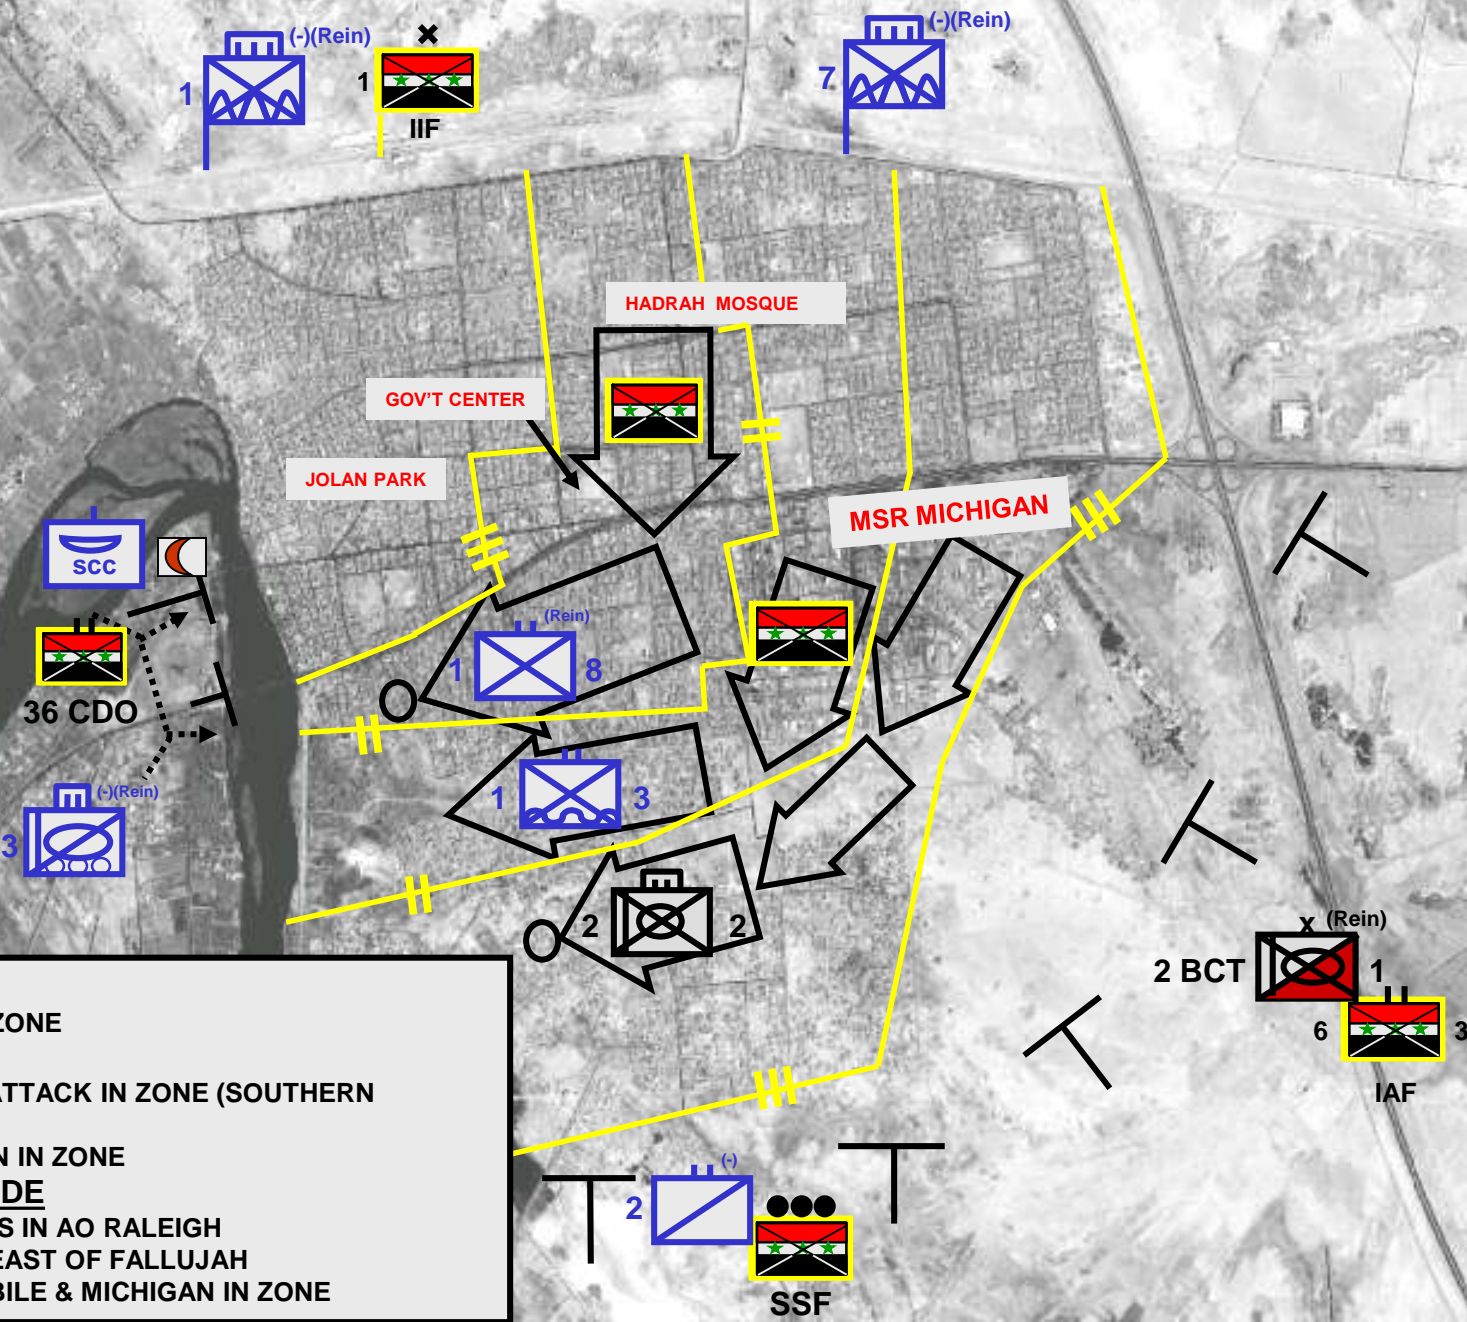 (-)(Rein)
1
1
IIF
(-)(Rein)
7
HADRAH MOSQUE
GOV'T CENTER
JOLAN PARK
MSR MICHIGAN
SCC
36 CDO
(-)(Rein)
3
(Rein)
1
8
1
3
2
2
X (Rein)
2 BCT
1
6
3
IAF
ZONE
ATTACK IN ZONE (SOUTHERN
N IN ZONE
DE
S IN AO RALEIGH
EAST OF FALLUJAH
BILE & MICHIGAN IN ZONE
(-)
2
SSF